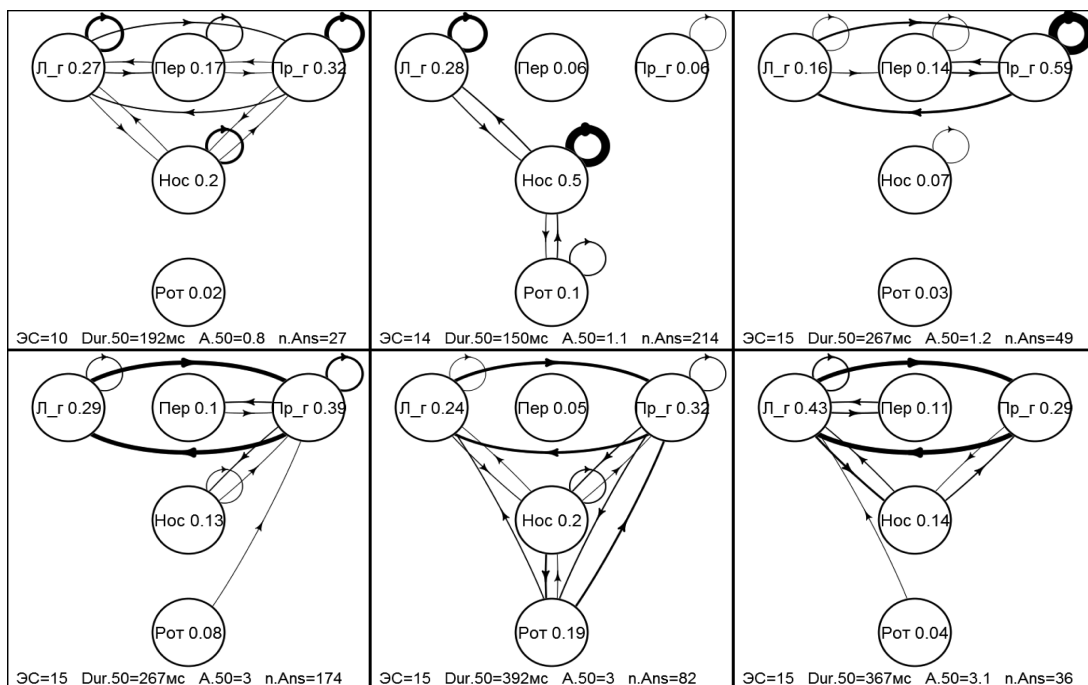 Л_г 0.27 Пер 0.17 Пр_г 0.32
Нос 0.2
Рот 0.02
ЭС=10 Dur.50=192мс A.50=0.8 n.Ans=27
Л_г 0.28 Пер 0.06 Пр_г 0.06
Нос 0.5
Рот 0.1
ЭС=14 Dur.50=150мс A.50=1.1 n.Ans=214
Л_г 0.16 Пер 0.14 Пр_г 0.59
Нос 0.07
Рот 0.03
ЭС=15 Dur.50=267мс A.50=1.2 n.Ans=49
Л_г 0.29 Пер 0.1 Пр_г 0.39
Нос 0.13
Рот 0.08
ЭС=15 Dur.50=267мс A.50=3 n.Ans=174
Л_г 0.24 Пер 0.05 Пр_г 0.32
Нос 0.2
Рот 0.19
ЭС=15 Dur.50=392мс A.50=3 n.Ans=82
Л_г 0.43 Пер 0.11 Пр_г 0.29
Нос 0.14
Рот 0.04
ЭС=15 Dur.50=367мс A.50=3.1 n.Ans=36